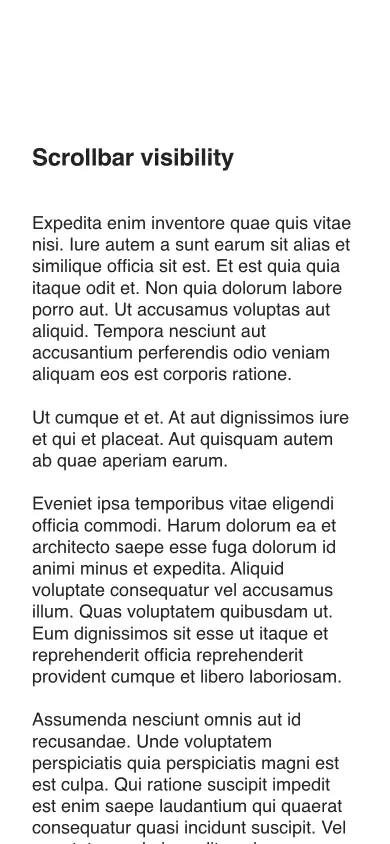 Scrollbar visibility
Expedita enim inventore quae quis vitae
nisi. Iure autem a sunt earum sit alias et
similique officia sit est. Et est quia quia
itaque odit et. Non quia dolorum labore
porro aut. Ut accusamus voluptas aut
aliquid. Tempora nesciunt aut
accusantium perferendis odio veniam
aliquam eos est corporis ratione.
Ut cumque et et. At aut dignissimos iure
et qui et placeat. Aut quisquam autem
ab quae aperiam earum.
Eveniet ipsa temporibus vitae eligendi
officia commodi. Harum dolorum ea et
architecto saepe esse fuga dolorum id
animi minus et expedita. Aliquid
voluptate consequatur vel accusamus
illum. Quas voluptatem quibusdam ut.
Eum dignissimos sit esse ut itaque et
reprehenderit officia reprehenderit
provident cumque et libero laboriosam.
Assumenda nesciunt omnis aut id
recusandae. Unde voluptatem
perspiciatis quia perspiciatis magni est
est culpa. Qui ratione suscipit impedit
est enim saepe laudantium qui quaerat
consequatur quasi incidunt suscipit. Vel